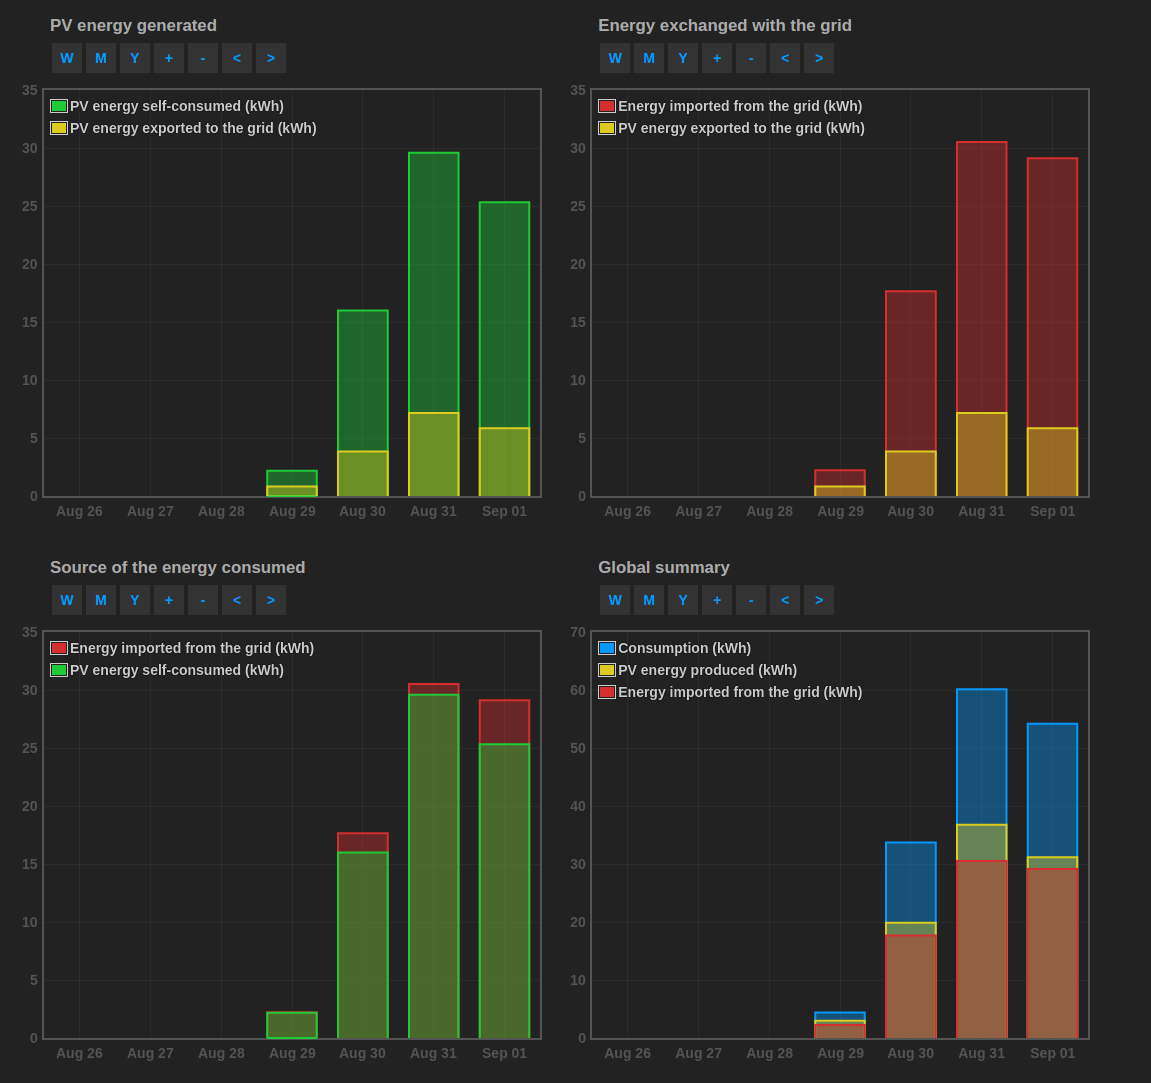 PV energy generated
W M Y + - < >
PV energy self-consumed (kWh)
PV energy exported to the grid (kWh)
35
30
25
20
15
10
5
0
Aug 26 Aug 27 Aug 28 Aug 29 Aug 30 Aug 31 Sep 01
Energy exchanged with the grid
W M Y + - < >
Energy imported from the grid (kWh)
PV energy exported to the grid (kWh)
35
30
25
20
15
10
5
0
Aug 26 Aug 27 Aug 28 Aug 29 Aug 30 Aug 31 Sep 01
Source of the energy consumed
W M Y + - < >
Energy imported from the grid (kWh)
PV energy self-consumed (kWh)
35
30
25
20
15
10
5
0
Aug 26 Aug 27 Aug 28 Aug 29 Aug 30 Aug 31 Sep 01
Global summary
W M Y + - < >
Consumption (kWh)
PV energy produced (kWh)
Energy imported from the grid (kWh)
70
60
50
40
30
20
10
0
Aug 26 Aug 27 Aug 28 Aug 29 Aug 30 Aug 31 Sep 01